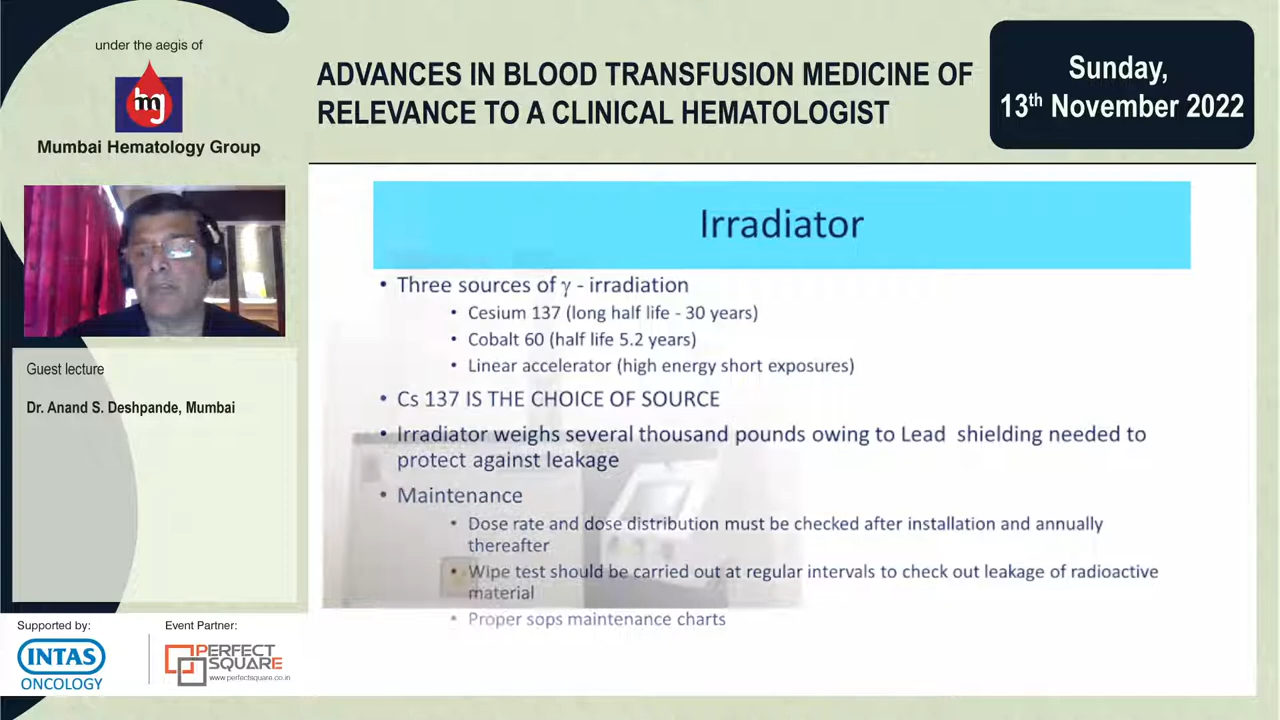 under the aegis of
mg
Mumbai Hematology Group
ADVANCES IN BLOOD TRANSFUSION MEDICINE OF
RELEVANCE TO A CLINICAL HEMATOLOGIST
Sunday,
13th November 2022
Guest lecture
Dr. Anand S. Deshpande, Mumbai
Irradiator
• Three sources of γ - irradiation
• Cesium 137 (long half life - 30 years)
• Cobalt 60 (half life 5.2 years)
• Linear accelerator (high energy short exposures)
• Cs 137 IS THE CHOICE OF SOURCE
• Irradiator weighs several thousand pounds owing to Lead shielding needed to
protect against leakage
• Maintenance
• Dose rate and dose distribution must be checked after installation and annually
thereafter
• Wipe test should be carried out at regular intervals to check out leakage of radioactive
material
• Proper sops maintenance charts
Supported by:
INTAS
ONCOLOGY
Event Partner:
PERFECT
SQUARE
www.perfectsquare.co.in